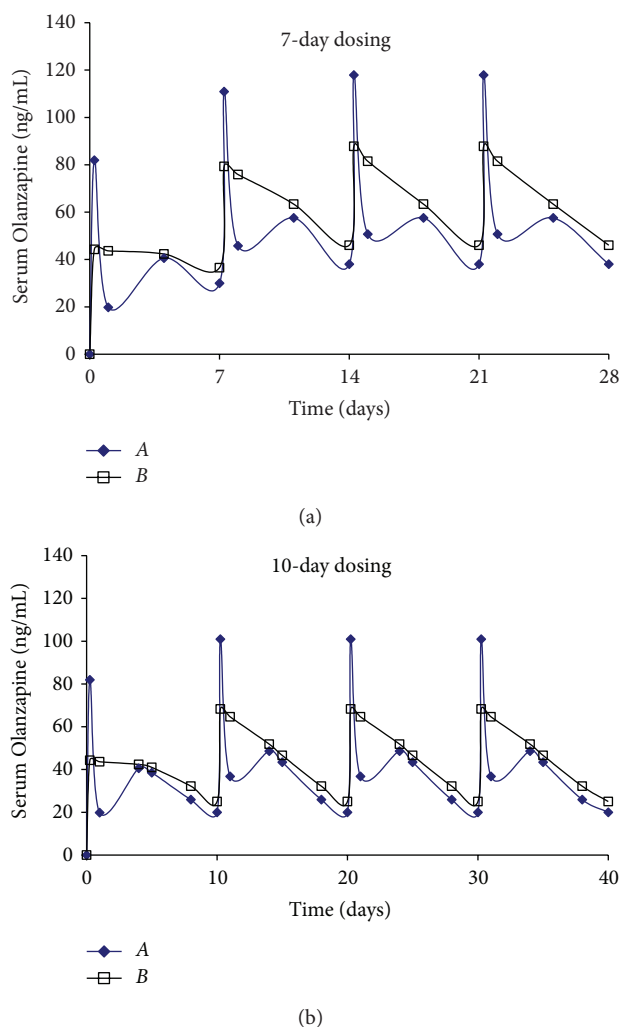 7-day dosing
140
120
100
80
60
40
20
0
Serum Olanzapine (ng/mL)
0 7 14 21 28
Time (days)
A
B
(a)
10-day dosing
140
120
100
80
60
40
20
0
Serum Olanzapine (ng/mL)
0 10 20 30 40
Time (days)
A
B
(b)